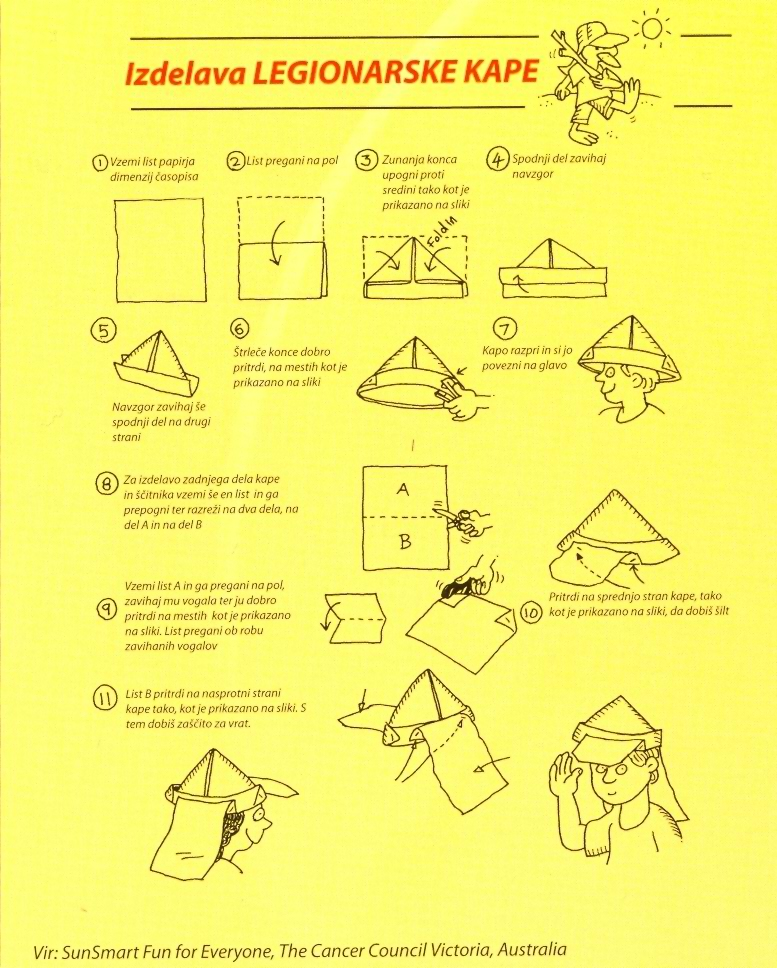 Izdelava LEGIONARSKE KAPE
1 Vzemi list papirja
dimenzij časopisa
2 List pregani na pol
3 Zunanja konca
upogni proti
sredini tako kot je
prikazano na sliki
4 Spodnji del zavihaj
navzgor
Fold in
5
Navzgor zavihaj še
spodnji del na drugi
strani
6
Štrleče konce dobro
pritrdi, na mestih kot je
prikazano na sliki
7
Kapo razpri in si jo
povezni na glavo
8 Za izdelavo zadnjega dela kape
in ščitnika vzemi še en list in ga
prepogni ter razreži na dva dela, na
del A in na del B
A
B
9 Vzemi list A in ga pregani na pol,
zavihaj mu vogala ter ju dobro
pritrdi na mestih kot je prikazano
na sliki. List pregani ob robu
zavihanih vogalov
10 Pritrdi na sprednjo stran kape, tako
kot je prikazano na sliki, da dobiš šilt
11 List B pritrdi na nasprotni strani
kape tako, kot je prikazano na sliki. S
tem dobiš zaščito za vrat.
Vir: SunSmart Fun for Everyone, The Cancer Council Victoria, Australia